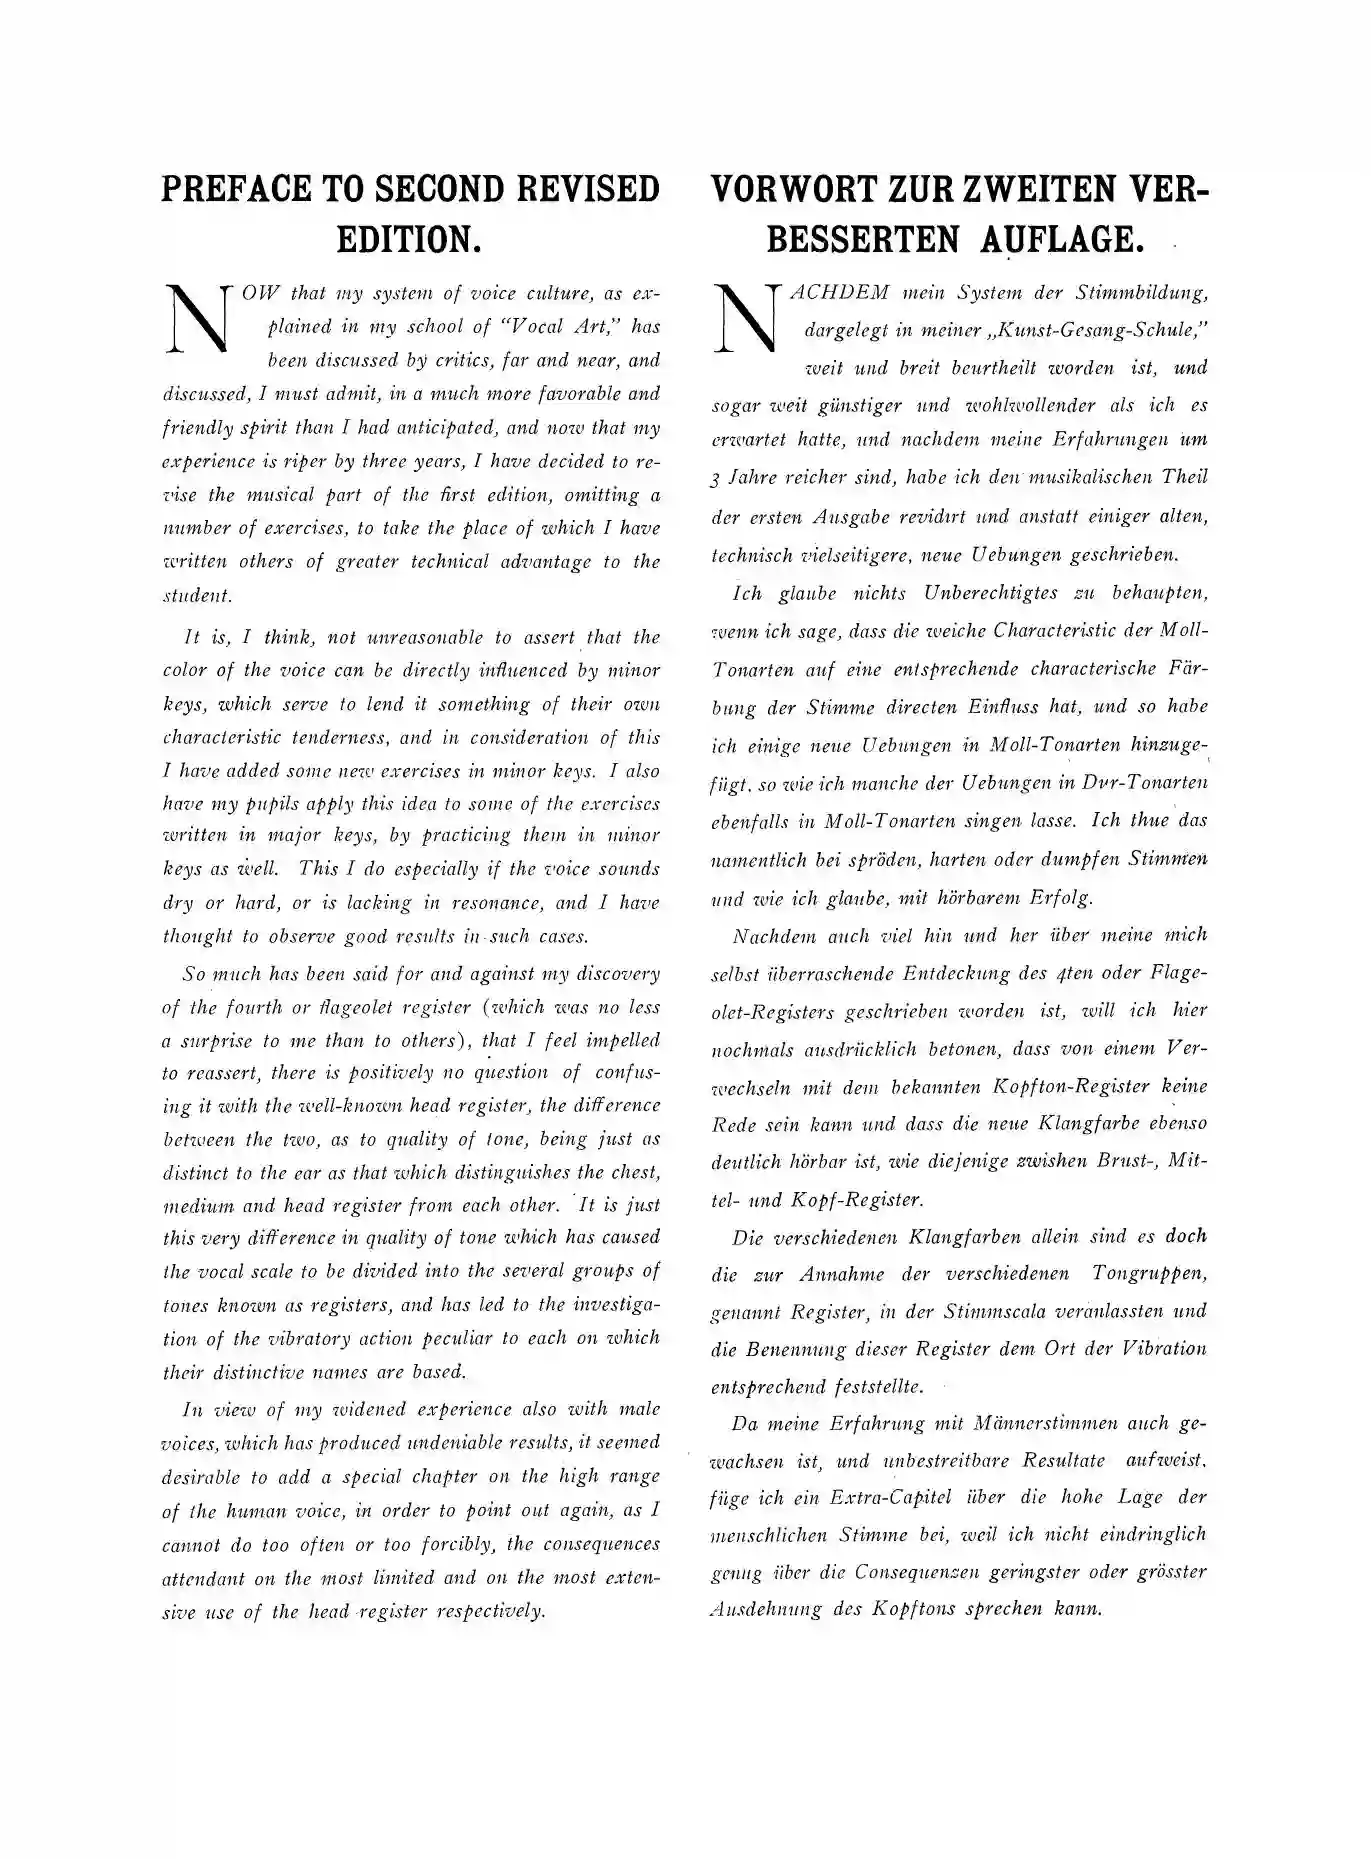 PREFACE TO SECOND REVISED
EDITION.
NOW that my system of voice culture, as ex-
plained in my school of “Vocal Art,” has
been discussed by critics, far and near, and
discussed, I must admit, in a much more favorable and
friendly spirit than I had anticipated, and now that my
experience is riper by three years, I have decided to re-
vise the musical part of the first edition, omitting a
number of exercises, to take the place of which I have
written others of greater technical advantage to the
student.
It is, I think, not unreasonable to assert that the
color of the voice can be directly influenced by minor
keys, which serve to lend it something of their own
characteristic tenderness, and in consideration of this
I have added some new exercises in minor keys. I also
have my pupils apply this idea to some of the exercises
written in major keys, by practicing them in minor
keys as well. This I do especially if the voice sounds
dry or hard, or is lacking in resonance, and I have
thought to observe good results in such cases.
So much has been said for and against my discovery
of the fourth or flageolet register (which was no less
a surprise to me than to others), that I feel impelled
to reassert, there is positively no question of confus-
ing it with the well-known head register, the difference
between the two, as to quality of tone, being just as
distinct to the ear as that which distinguishes the chest,
medium and head register from each other. It is just
this very difference in quality of tone which has caused
the vocal scale to be divided into the several groups of
tones known as registers, and has led to the investiga-
tion of the vibratory action peculiar to each on which
their distinctive names are based.
In view of my widened experience also with male
voices, which has produced undeniable results, it seemed
desirable to add a special chapter on the high range
of the human voice, in order to point out again, as I
cannot do too often or too forcibly, the consequences
attendant on the most limited and on the most exten-
sive use of the head register respectively.
VORWORT ZUR ZWEITEN VER-
BESSERTEN AUFLAGE.
NACHDEM mein System der Stimmbildung,
dargelegt in meiner „Kunst-Gesang-Schule,”
weit und breit beurtheilt worden ist, und
sogar weit günstiger und wohlwollender als ich es
erwartet hatte, und nachdem meine Erfahrungen um
3 Jahre reicher sind, habe ich den musikalischen Theil
der ersten Ausgabe revidirt und anstatt einiger alten,
technisch vielseitigere, neue Uebungen geschrieben.
Ich glaube nichts Unberechtigtes zu behaupten,
wenn ich sage, dass die weiche Characteristic der Moll-
Tonarten auf eine entsprechende characterische Fär-
bung der Stimme directen Einfluss hat, und so habe
ich einige neue Uebungen in Moll-Tonarten hinzuge-
fügt, so wie ich manche der Uebungen in Dur-Tonarten
ebenfalls in Moll-Tonarten singen lasse. Ich thue das
namentlich bei spröden, harten oder dumpfen Stimmen
und wie ich glaube, mit hörbarem Erfolg.
Nachdem auch viel hin und her über meine mich
selbst überraschende Entdeckung des 4ten oder Flage-
olet-Registers geschrieben worden ist, will ich hier
nochmals ausdrücklich betonen, dass von einem Ver-
wechseln mit dem bekannten Kopfton-Register keine
Rede sein kann und dass die neue Klangfarbe ebenso
deutlich hörbar ist, wie diejenige zwishen Brust-, Mit-
tel- und Kopf-Register.
Die verschiedenen Klangfarben allein sind es doch
die zur Annahme der verschiedenen Tongruppen,
genannt Register, in der Stimmscala veranlassten und
die Benennung dieser Register dem Ort der Vibration
entsprechend feststellte.
Da meine Erfahrung mit Männerstimmen auch ge-
wachsen ist, und unbestreitbare Resultate aufweist,
füge ich ein Extra-Capitel über die hohe Lage der
menschlichen Stimme bei, weil ich nicht eindringlich
genug über die Consequenzen geringster oder grösster
Ausdehnung des Kopftons sprechen kann.